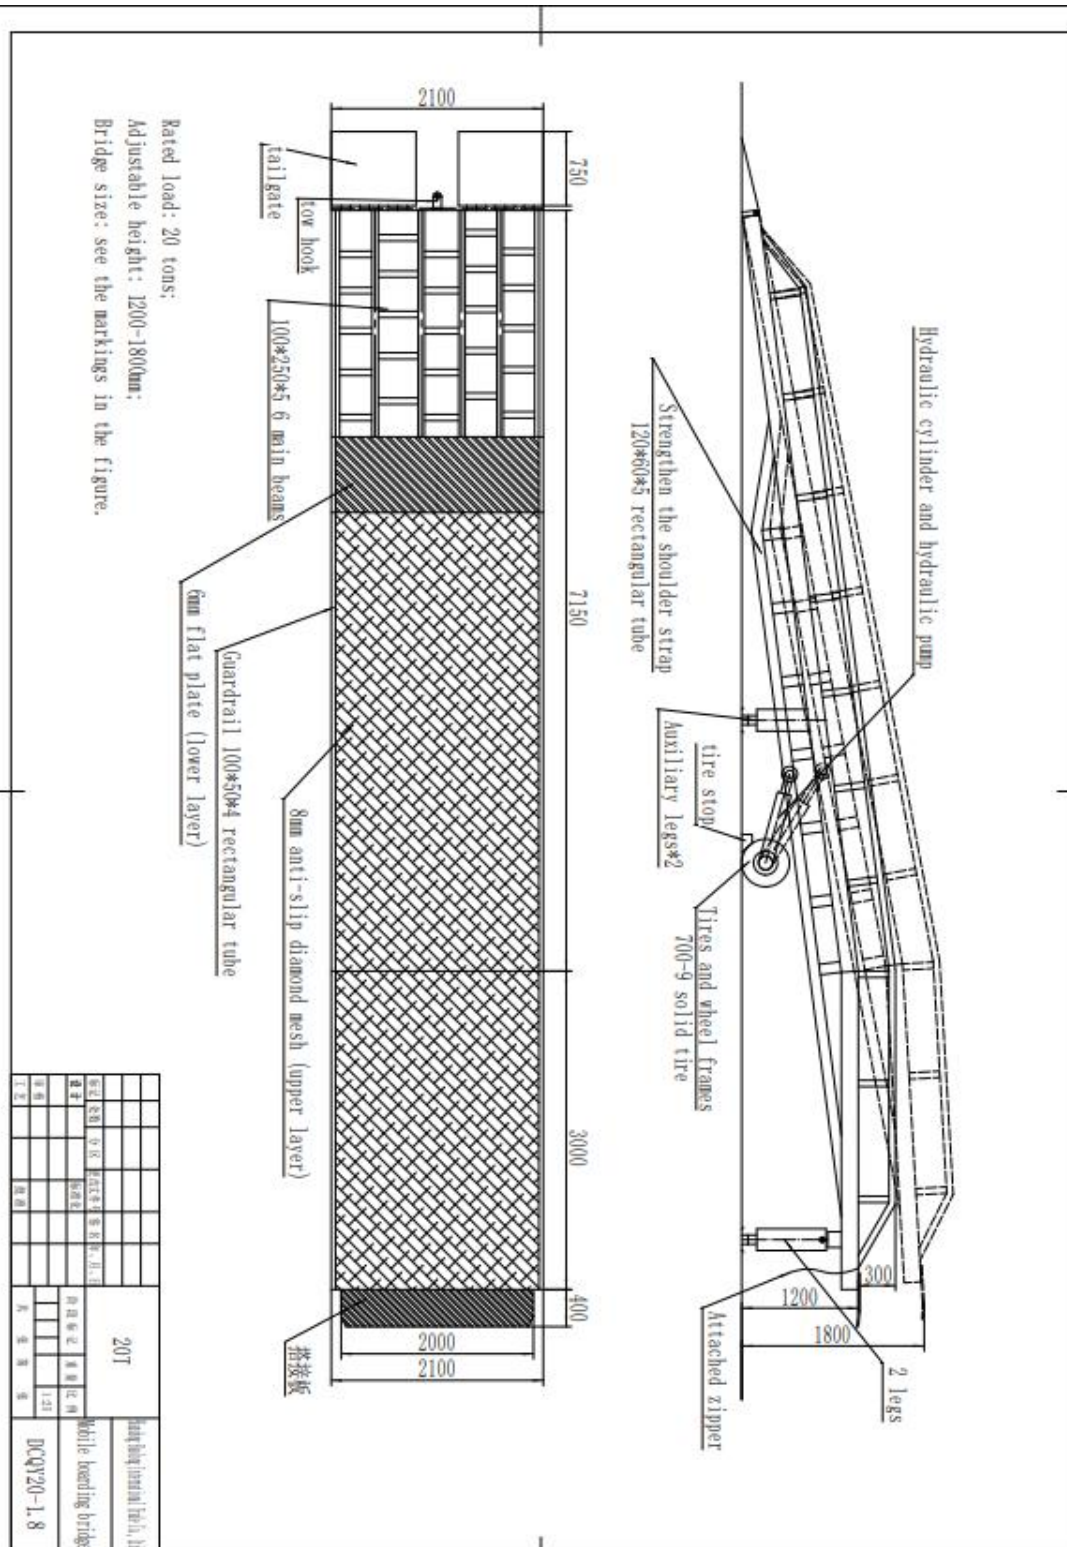 Hydraulic cylinder and hydraulic pump
Strengthen the shoulder strap
120*60*5 rectangular tube
Auxiliary legs*2
tire stop
Tires and wheel frames
700-9 solid tire
300
1200
1800
2 legs
Attached zipper
2100
750
7150
3000
400
2000
2100
tailgate
tow hook
100*250*5 6 main beams
6mm flat plate (lower layer)
Guardrail 100*50*4 rectangular tube
8mm anti-slip diamond mesh (upper layer)
搭接板
Rated load: 20 tons;
Adjustable height: 1200-1800mm;
Bridge size: see the markings in the figure.
20T
Mobile boarding bridge
DCQY20-1.8